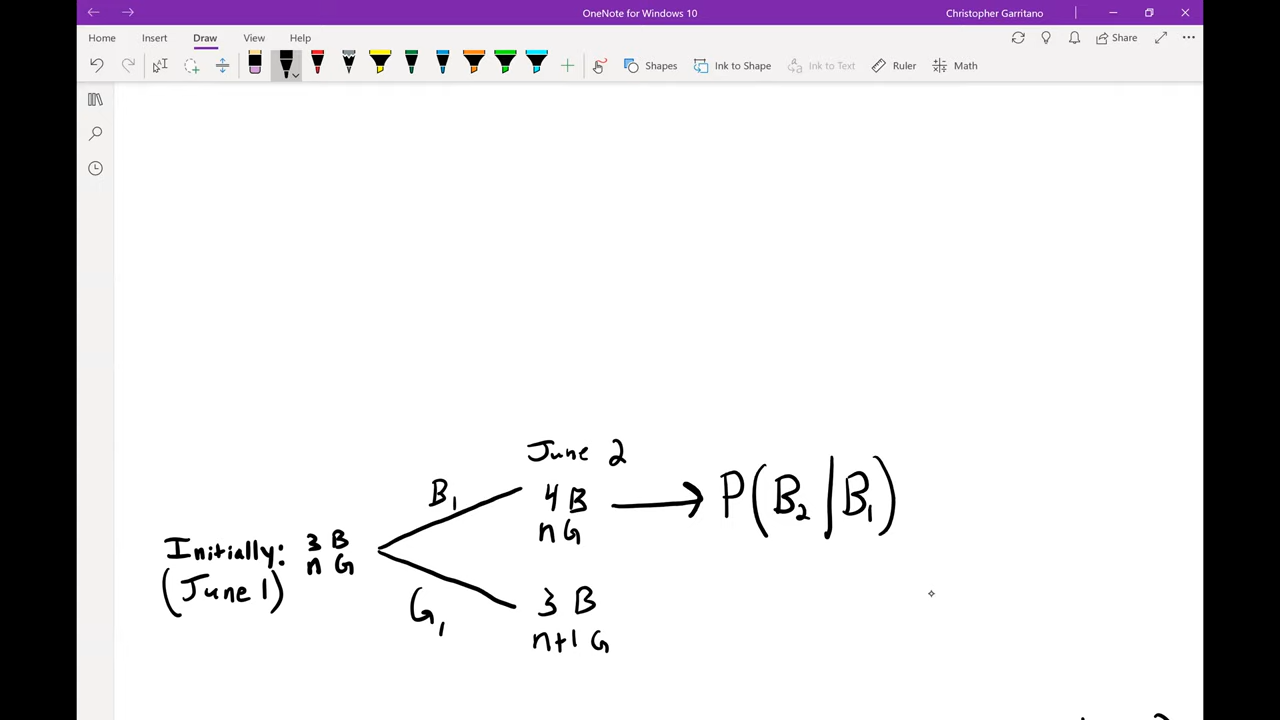 OneNote for Windows 10
Christopher Garritano
Home Insert Draw View Help
Share
Shapes Ink to Shape Ink to Text Ruler Math
June 2
B₁
4 B
n G
P(B₂ | B₁)
Initially: 3 B
n G
(June 1)
G₁
3 B
n+1 G